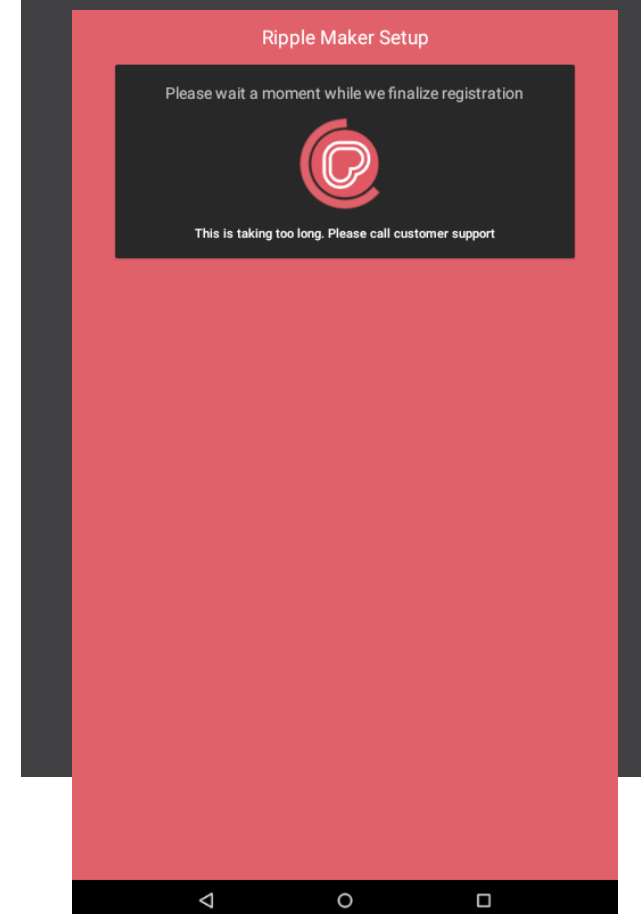 Ripple Maker Setup
Please wait a moment while we finalize registration
This is taking too long. Please call customer support